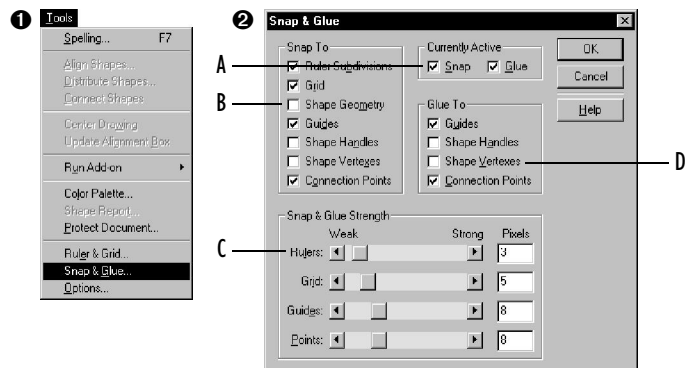 ❶ Tools
Spelling... F7
Align Shapes...
Distribute Shapes...
Connect Shapes
Center Drawing
Update Alignment Box
Run Add-on
Color Palette...
Shape Report...
Protect Document...
Ruler & Grid...
Snap & Glue...
Options...
❷ Snap & Glue
Snap To
Ruler Subdivisions
Grid
Shape Geometry
Guides
Shape Handles
Shape Vertexes
Connection Points
Currently Active
Snap Glue
Glue To
Guides
Shape Handles
Shape Vertexes
Connection Points
OK
Cancel
Help
Snap & Glue Strength
Weak Strong Pixels
Rulers: 3
Grid: 5
Guides: 8
Points: 8
A
B
C
D